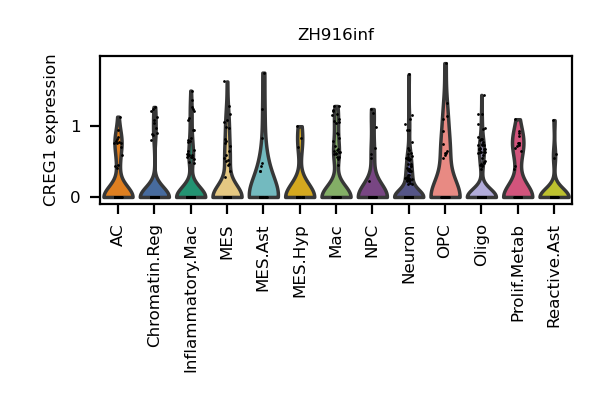 ZH916inf
CREG1 expression
1
0
AC
Chromatin.Reg
Inflammatory.Mac
MES
MES.Ast
MES.Hyp
Mac
NPC
Neuron
OPC
Oligo
Prolif.Metab
Reactive.Ast